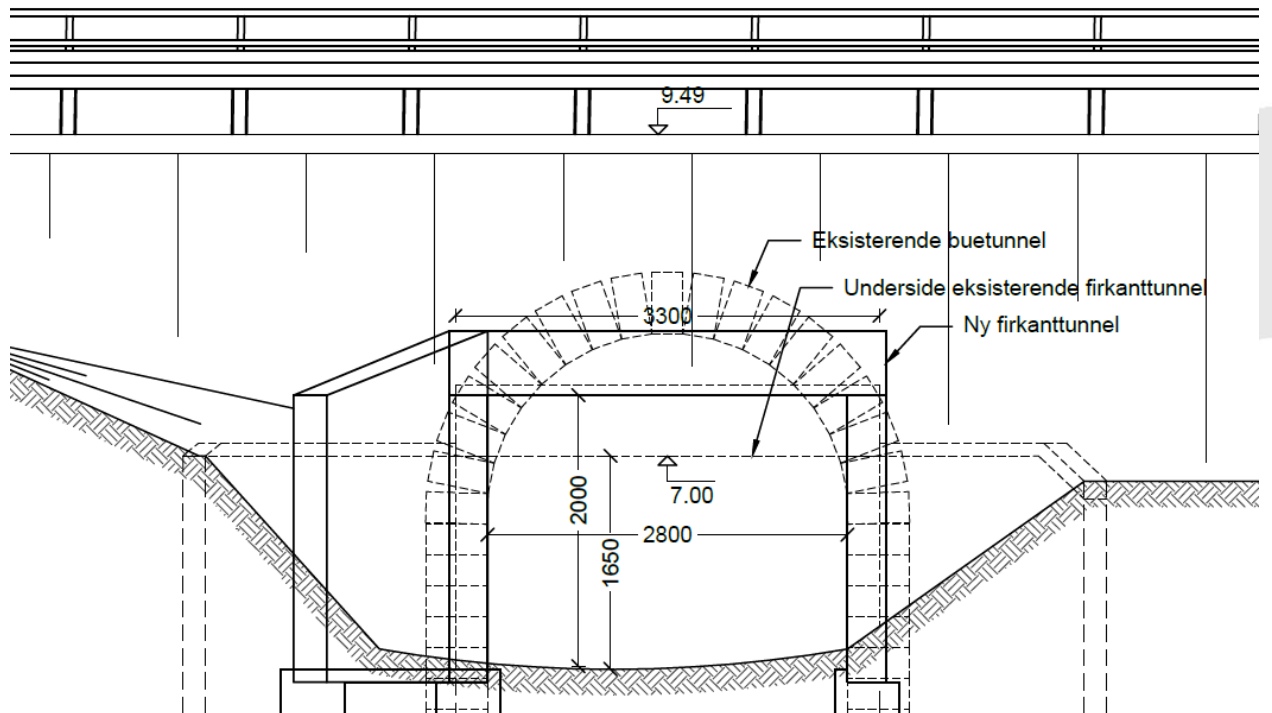 9.49
Eksisterende buetunnel
Underside eksisterende firkanttunnel
3300
Ny firkanttunnel
7.00
2000
2800
1650